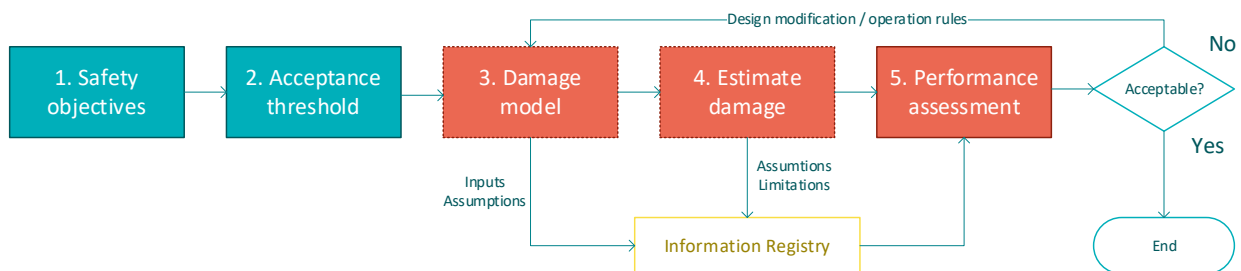 Design modification / operation rules
No
1. Safety
objectives
2. Acceptance
threshold
3. Damage
model
4. Estimate
damage
5. Performance
assessment
Acceptable?
Yes
Inputs
Assumptions
Assumtions
Limitations
Information Registry
End